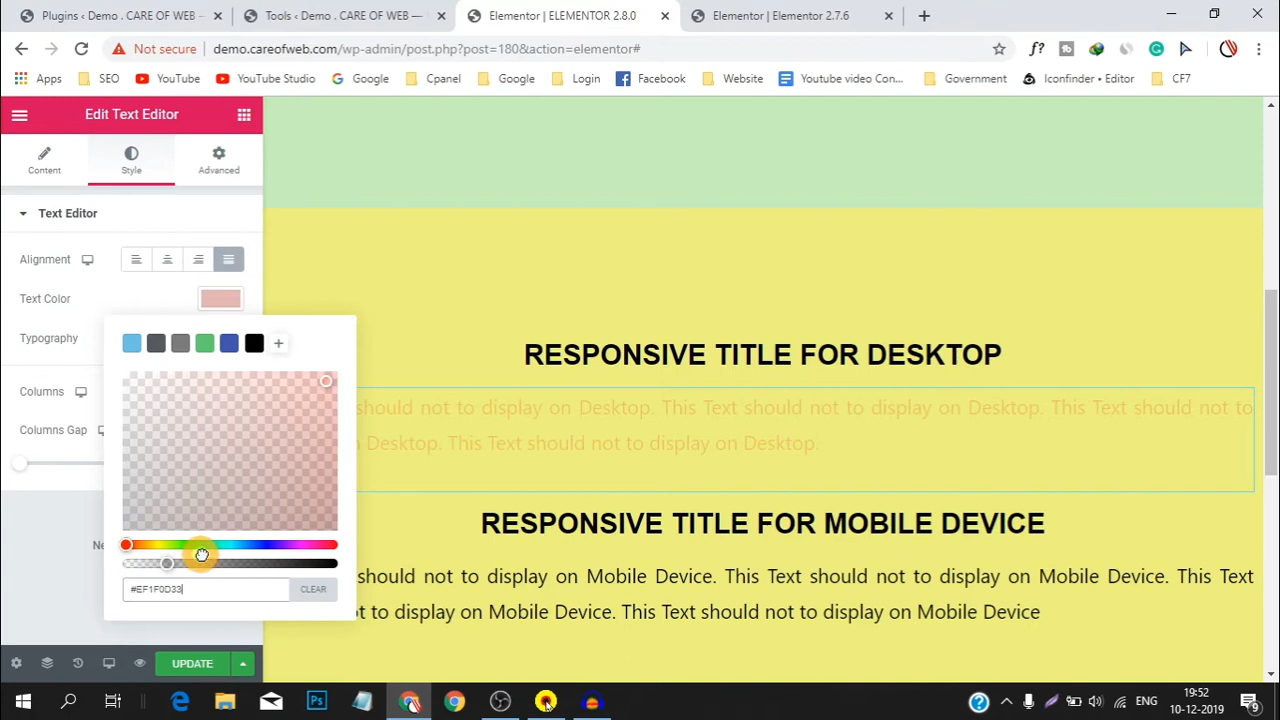 Plugins ‹ Demo . CARE OF WEB —
Tools ‹ Demo . CARE OF WEB —
Elementor | ELEMENTOR 2.8.0
Elementor | Elementor 2.7.6
Not secure
demo.careofweb.com/wp-admin/post.php?post=180&action=elementor#
f?
Apps
SEO
YouTube
YouTube Studio
Google
Cpanel
Google
Login
Facebook
Website
Youtube video Con...
Government
Iconfinder • Editor
CF7
Edit Text Editor
Content
Style
Advanced
Text Editor
Alignment
Text Color
Typography
Columns
Columns Gap
#EF1F0D33
CLEAR
Ne
UPDATE
RESPONSIVE TITLE FOR DESKTOP
should not to display on Desktop. This Text should not to display on Desktop. This Text should not to
Desktop. This Text should not to display on Desktop.
RESPONSIVE TITLE FOR MOBILE DEVICE
should not to display on Mobile Device. This Text should not to display on Mobile Device. This Text
to display on Mobile Device. This Text should not to display on Mobile Device
Ps
ENG
19:52
10-12-2019
9